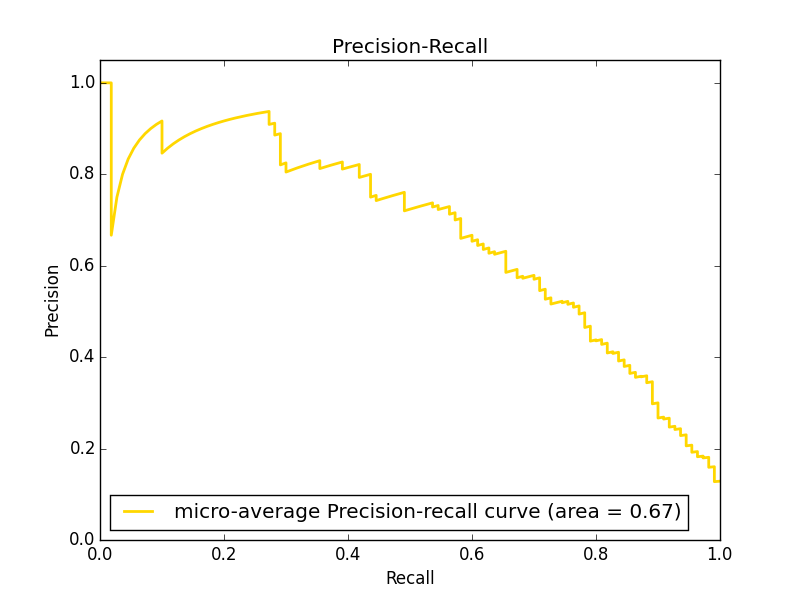 Precision-Recall
1.0
0.8
0.6
0.4
0.2
0.0
Precision
micro-average Precision-recall curve (area = 0.67)
0.0 0.2 0.4 0.6 0.8 1.0
Recall